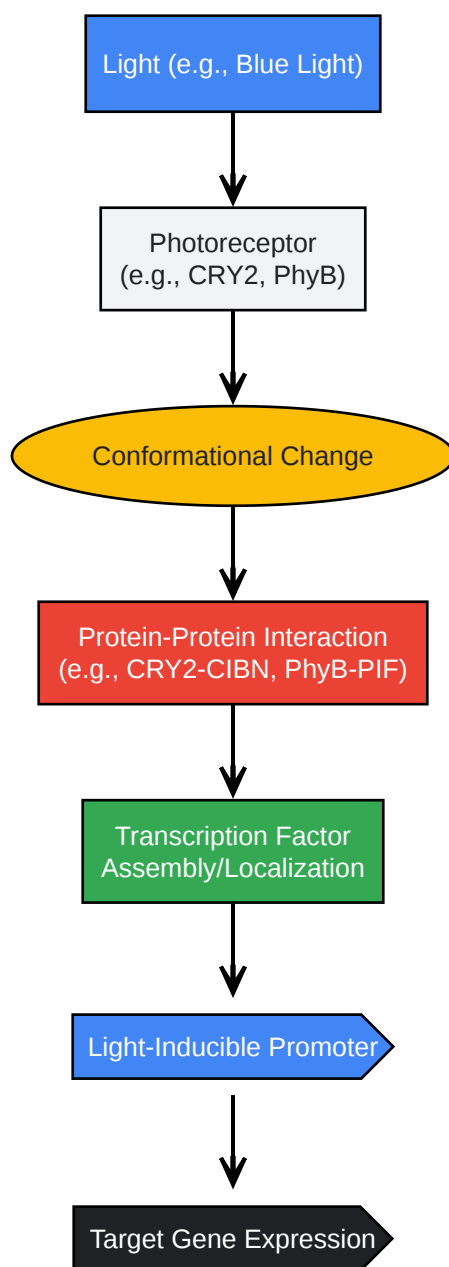 Light (e.g., Blue Light)
Photoreceptor
(e.g., CRY2, PhyB)
Conformational Change
Protein-Protein Interaction
(e.g., CRY2-CIBN, PhyB-PIF)
Transcription Factor
Assembly/Localization
Light-Inducible Promoter
Target Gene Expression